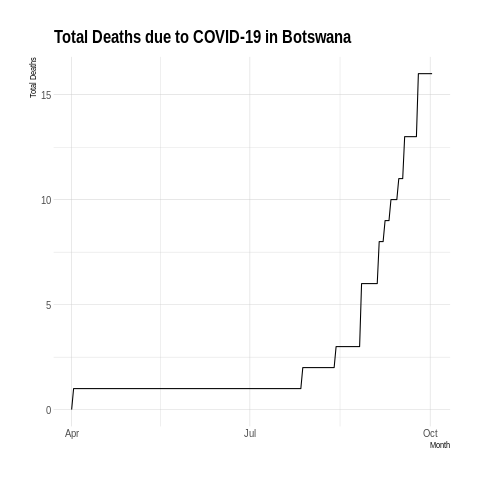 Total Deaths due to COVID-19 in Botswana
Total Deaths
15
10
5
0
Apr
Jul
Oct
Month